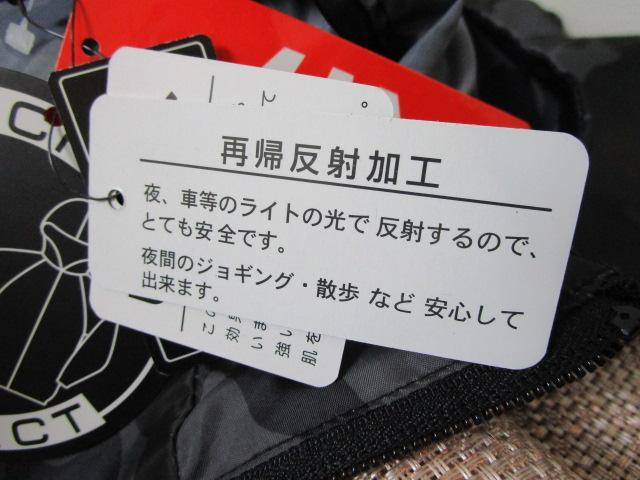 再帰反射加工
夜、車等のライトの光で 反射するので、
とても安全です。
夜間のジョギング・散歩 など 安心して
出来ます。